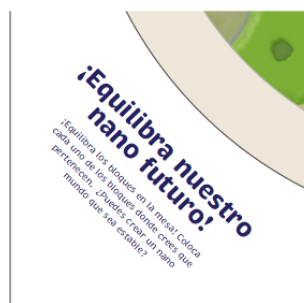 ¡Equilibra nuestro
nano futuro!
¡Equilibra los bloques en la mesa! Coloca
cada uno de los bloques donde crees que
pertenecen. ¿Puedes crear un nano
mundo que sea estable?